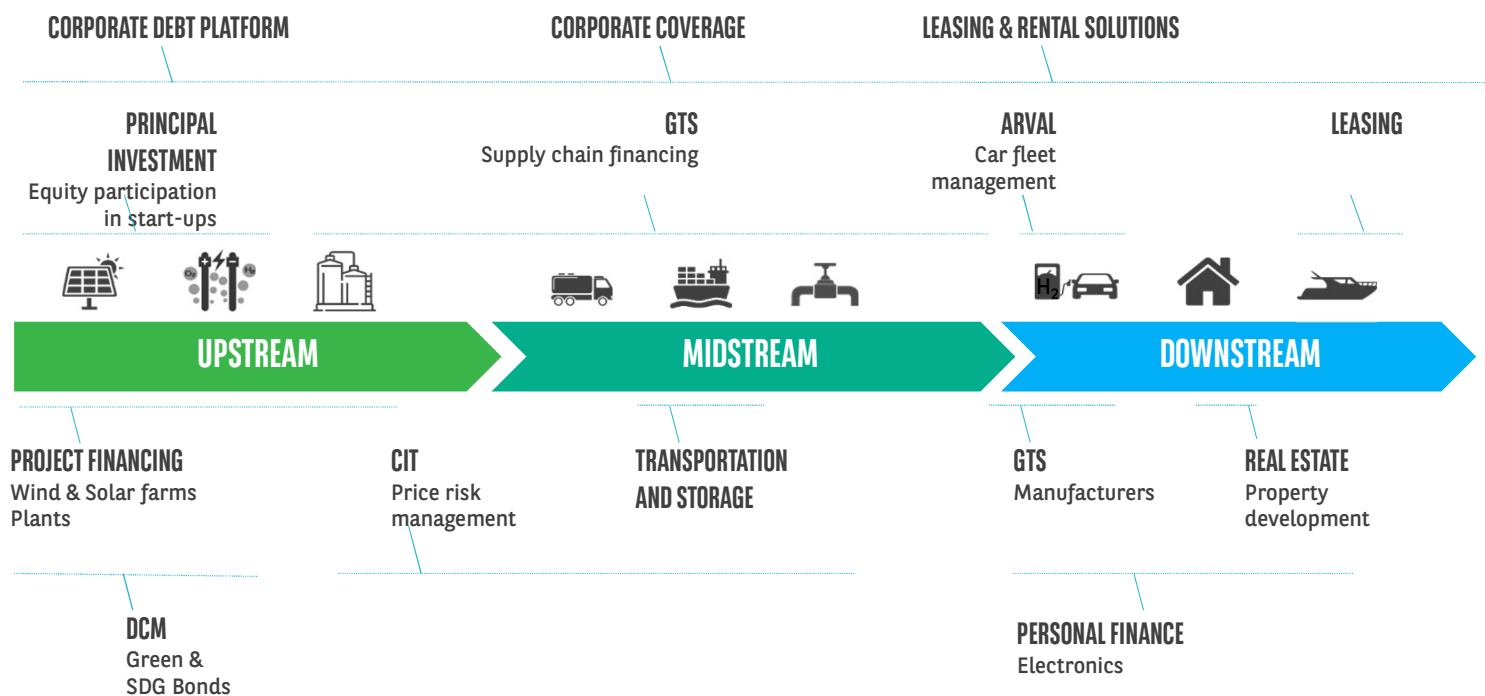 CORPORATE DEBT PLATFORM
CORPORATE COVERAGE
LEASING & RENTAL SOLUTIONS
PRINCIPAL
INVESTMENT
Equity participation
in start-ups
GTS
Supply chain financing
ARVAL
Car fleet
management
LEASING
O₂
H₂
H₂
UPSTREAM
MIDSTREAM
DOWNSTREAM
PROJECT FINANCING
Wind & Solar farms
Plants
CIT
Price risk
management
TRANSPORTATION
AND STORAGE
GTS
Manufacturers
REAL ESTATE
Property
development
DCM
Green &
SDG Bonds
PERSONAL FINANCE
Electronics